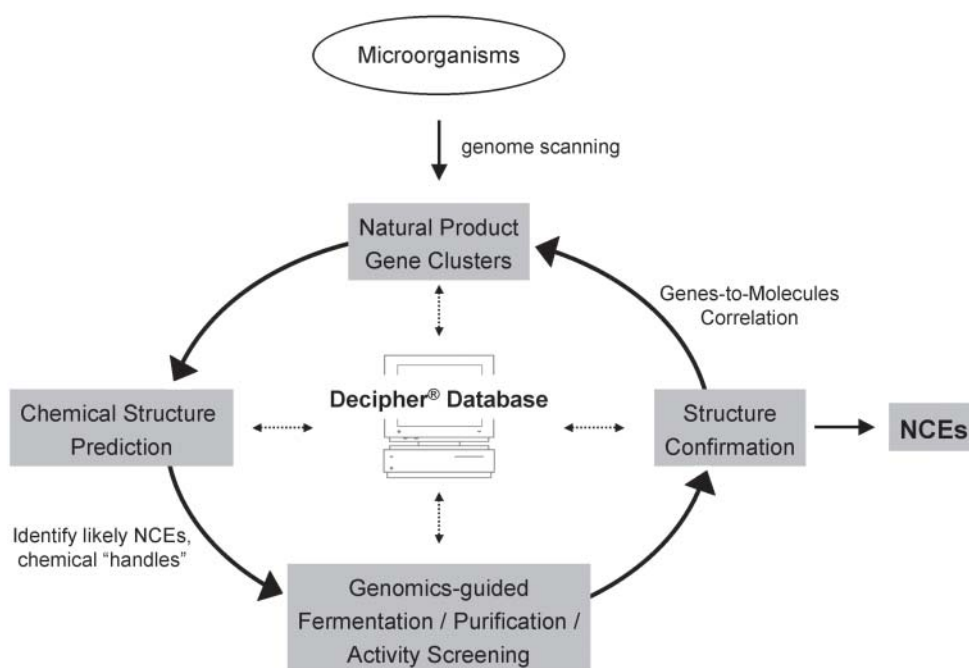 Microorganisms
genome scanning
Natural Product
Gene Clusters
Genes-to-Molecules
Correlation
Decipher® Database
Chemical Structure
Prediction
Structure
Confirmation
NCEs
Identify likely NCEs,
chemical “handles”
Genomics-guided
Fermentation / Purification /
Activity Screening